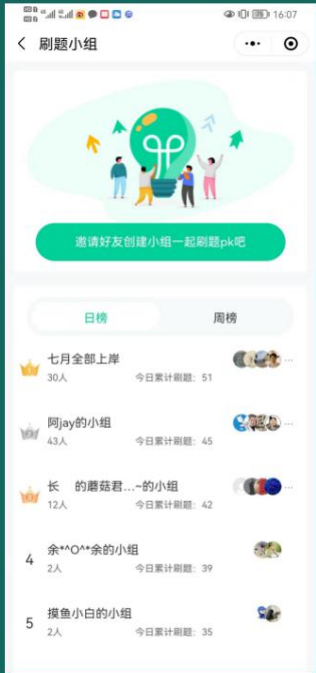 16:07
刷题小组
邀请好友创建小组一起刷题pk吧
日榜
周榜
七月全部上岸
30人
今日累计刷题：51
阿jay的小组
43人
今日累计刷题：45
长 的蘑菇君...~的小组
12人
今日累计刷题：42
4
余*^O^*余的小组
2人
今日累计刷题：39
5
摸鱼小白的小组
2人
今日累计刷题：35